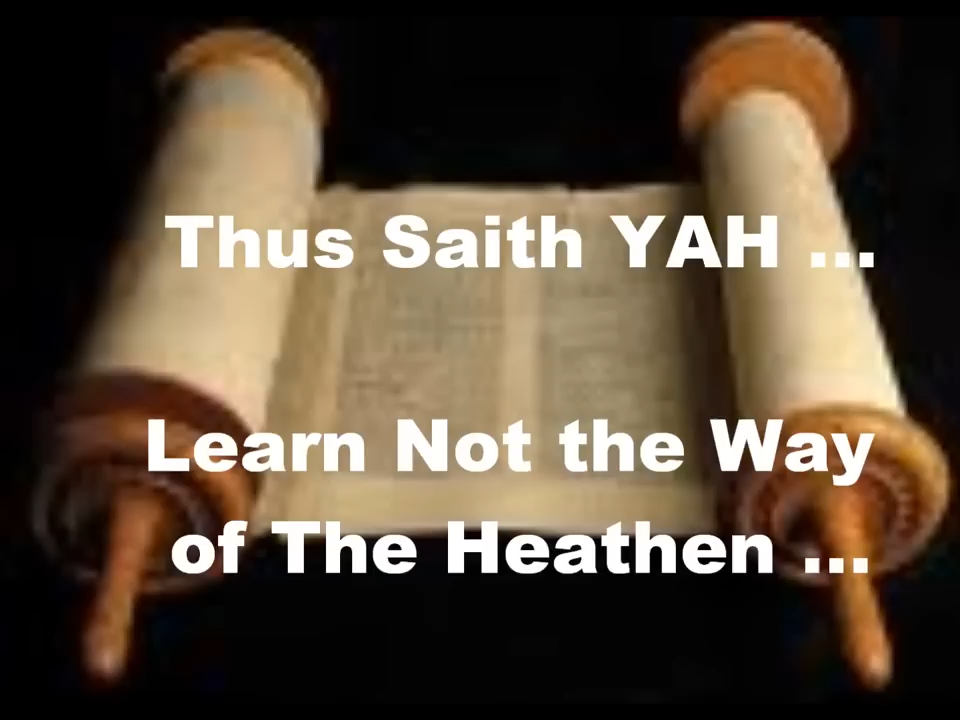 Thus Saith YAH ...
Learn Not the Way
of The Heathen ...